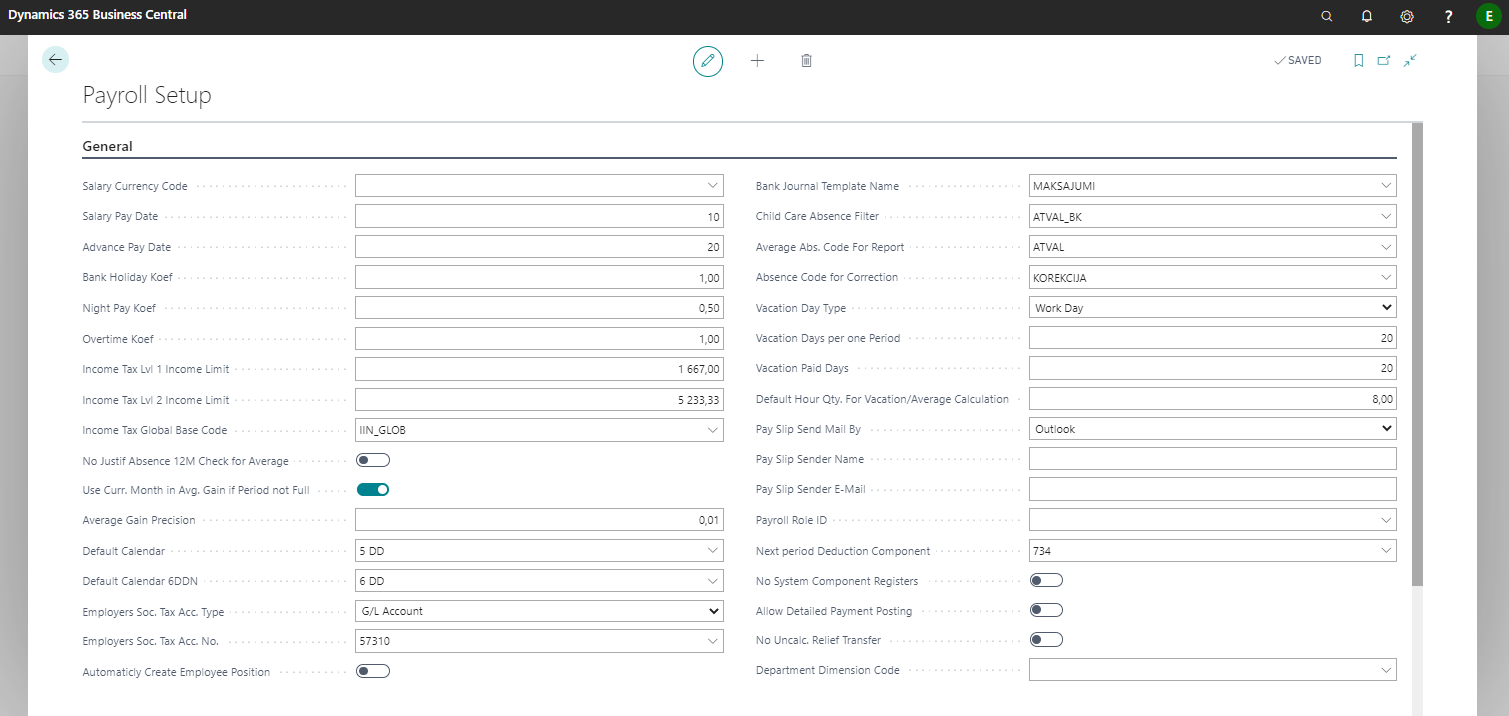 Dynamics 365 Business Central
E
SAVED
Payroll Setup
General
Salary Currency Code
Salary Pay Date 10
Advance Pay Date 20
Bank Holiday Koef 1,00
Night Pay Koef 0,50
Overtime Koef 1,00
Income Tax Lvl 1 Income Limit 1 667,00
Income Tax Lvl 2 Income Limit 5 233,33
Income Tax Global Base Code IIN_GLOB
No Justif Absence 12M Check for Average
Use Curr. Month in Avg. Gain if Period not Full
Average Gain Precision 0,01
Default Calendar 5 DD
Default Calendar 6DDN 6 DD
Employers Soc. Tax Acc. Type G/L Account
Employers Soc. Tax Acc. No. 57310
Automaticly Create Employee Position
Bank Journal Template Name MAKSAJUMI
Child Care Absence Filter ATVAL_BK
Average Abs. Code For Report ATVAL
Absence Code for Correction KOREKCIJA
Vacation Day Type Work Day
Vacation Days per one Period 20
Vacation Paid Days 20
Default Hour Qty. For Vacation/Average Calculation 8,00
Pay Slip Send Mail By Outlook
Pay Slip Sender Name
Pay Slip Sender E-Mail
Payroll Role ID
Next period Deduction Component 734
No System Component Registers
Allow Detailed Payment Posting
No Uncalc. Relief Transfer
Department Dimension Code